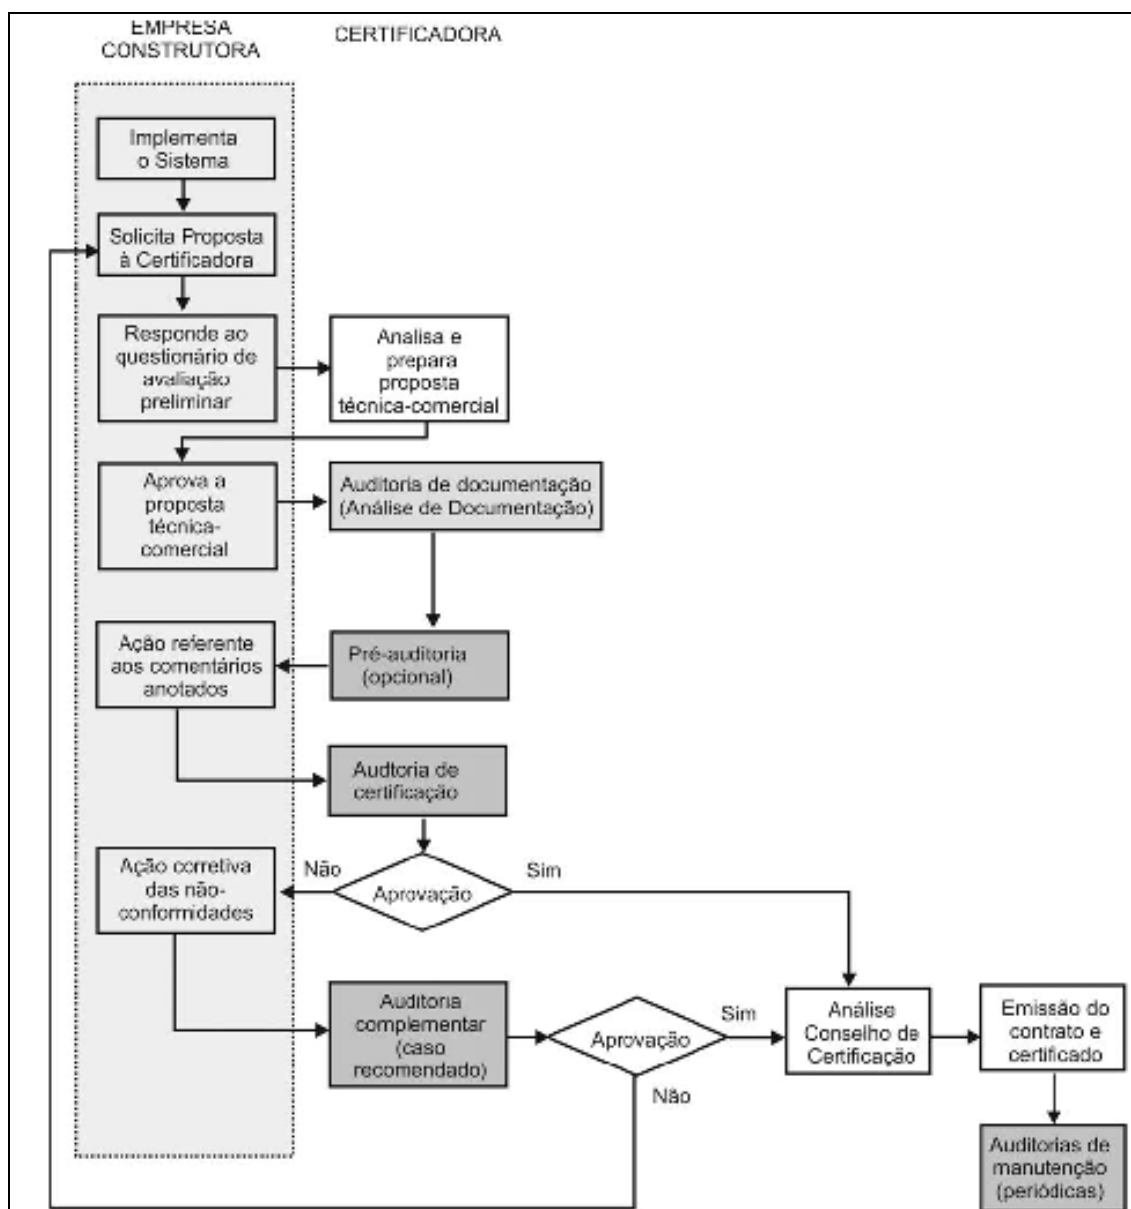 EMPRESA
CONSTRUTORA
CERTIFICADORA
Implementa
o Sistema
Solicita Proposta
à Certificadora
Responde ao
questionário de
avaliação
preliminar
Analisa e
prepara
proposta
técnica-comercial
Aprova a
proposta
técnica-
comercial
Auditoria de documentação
(Análise de Documentação)
Ação referente
aos comentários
anotados
Pré-auditoria
(opcional)
Audtoria de
certificação
Ação corretiva
das não-
conformidades
Não
Aprovação
Sim
Auditoria
complementar
(caso
recomendado)
Aprovação
Sim
Não
Análise
Conselho de
Certificação
Emissão do
contrato e
certificado
Auditorias de
manutenção
(periódicas)